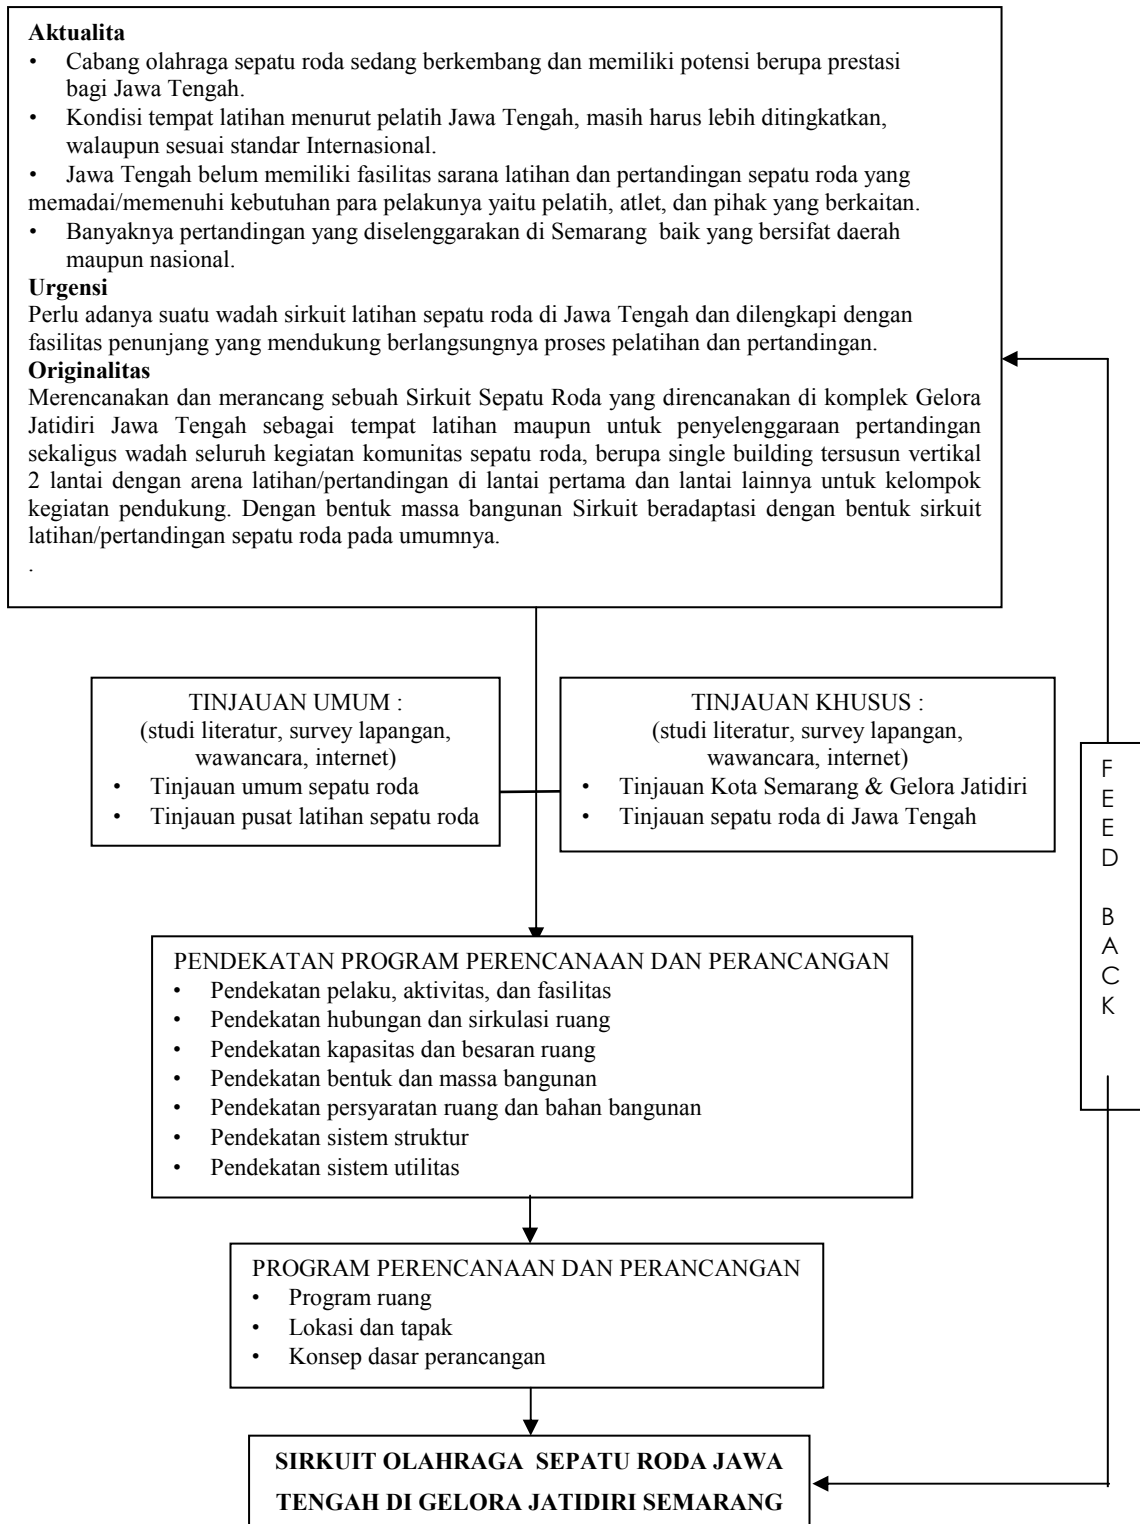 Aktualita
• Cabang olahraga sepatu roda sedang berkembang dan memiliki potensi berupa prestasi
bagi Jawa Tengah.
• Kondisi tempat latihan menurut pelatih Jawa Tengah, masih harus lebih ditingkatkan,
walaupun sesuai standar Internasional.
• Jawa Tengah belum memiliki fasilitas sarana latihan dan pertandingan sepatu roda yang
memadai/memenuhi kebutuhan para pelakunya yaitu pelatih, atlet, dan pihak yang berkaitan.
• Banyaknya pertandingan yang diselenggarakan di Semarang baik yang bersifat daerah
maupun nasional.
Urgensi
Perlu adanya suatu wadah sirkuit latihan sepatu roda di Jawa Tengah dan dilengkapi dengan
fasilitas penunjang yang mendukung berlangsungnya proses pelatihan dan pertandingan.
Originalitas
Merencanakan dan merancang sebuah Sirkuit Sepatu Roda yang direncanakan di komplek Gelora
Jatidiri Jawa Tengah sebagai tempat latihan maupun untuk penyelenggaraan pertandingan
sekaligus wadah seluruh kegiatan komunitas sepatu roda, berupa single building tersusun vertikal
2 lantai dengan arena latihan/pertandingan di lantai pertama dan lantai lainnya untuk kelompok
kegiatan pendukung. Dengan bentuk massa bangunan Sirkuit beradaptasi dengan bentuk sirkuit
latihan/pertandingan sepatu roda pada umumnya.
.
TINJAUAN UMUM :
(studi literatur, survey lapangan,
wawancara, internet)
• Tinjauan umum sepatu roda
• Tinjauan pusat latihan sepatu roda
TINJAUAN KHUSUS :
(studi literatur, survey lapangan,
wawancara, internet)
• Tinjauan Kota Semarang & Gelora Jatidiri
• Tinjauan sepatu roda di Jawa Tengah
F
E
E
D
B
A
C
K
PENDEKATAN PROGRAM PERENCANAAN DAN PERANCANGAN
• Pendekatan pelaku, aktivitas, dan fasilitas
• Pendekatan hubungan dan sirkulasi ruang
• Pendekatan kapasitas dan besaran ruang
• Pendekatan bentuk dan massa bangunan
• Pendekatan persyaratan ruang dan bahan bangunan
• Pendekatan sistem struktur
• Pendekatan sistem utilitas
PROGRAM PERENCANAAN DAN PERANCANGAN
• Program ruang
• Lokasi dan tapak
• Konsep dasar perancangan
SIRKUIT OLAHRAGA SEPATU RODA JAWA
TENGAH DI GELORA JATIDIRI SEMARANG